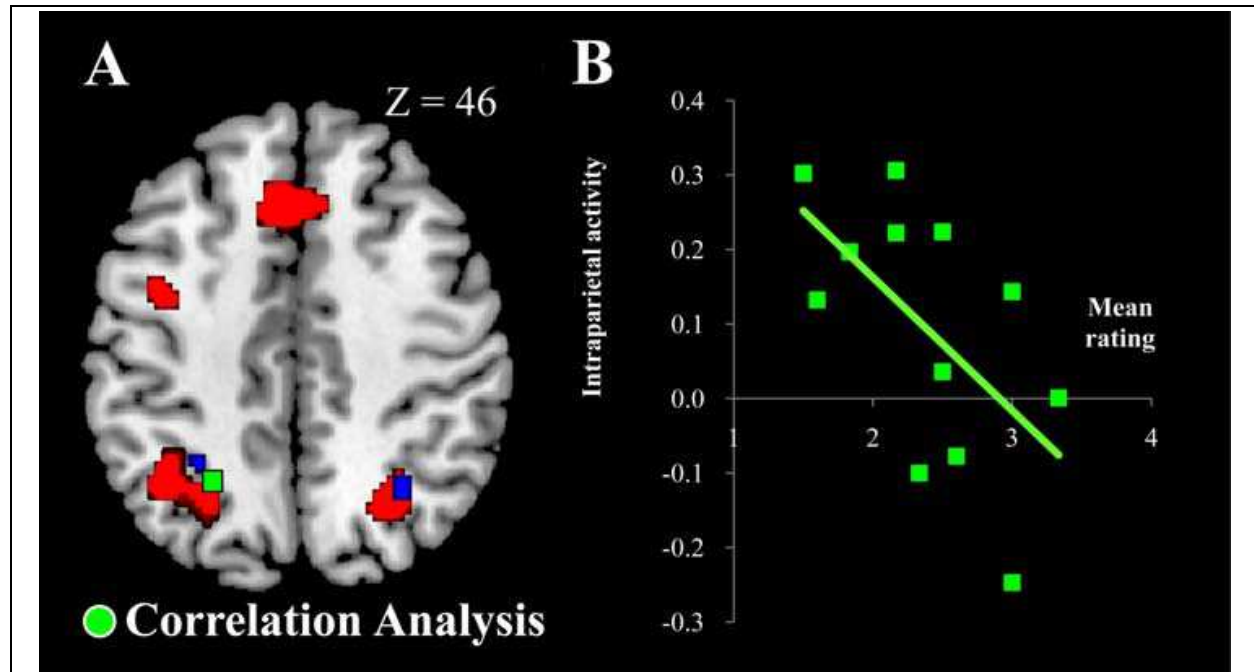 A
Z = 46
Correlation Analysis
B
Intraparietal activity
0.4
0.3
0.2
0.1
0.0
-0.1
-0.2
-0.3
1
2
3
4
Mean
rating